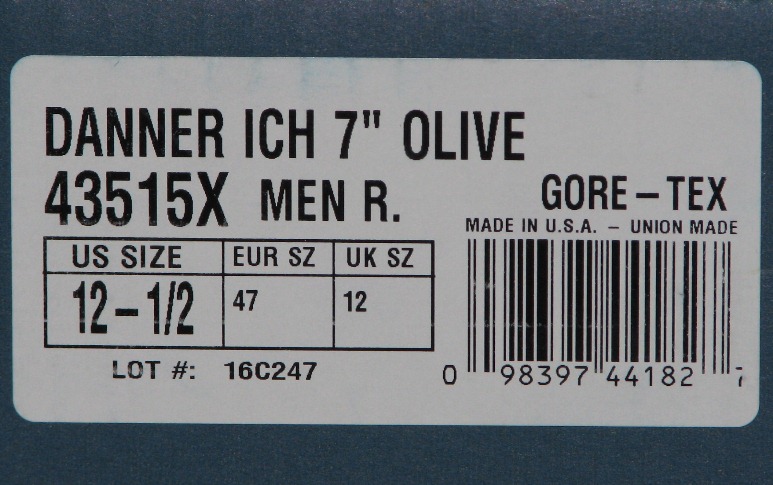 DANNER ICH 7" OLIVE
43515X MEN R.
GORE-TEX
MADE IN U.S.A. - UNION MADE
US SIZE EUR SZ UK SZ
12-1/2 47 12
LOT #: 16C247
0 98397 44182 7